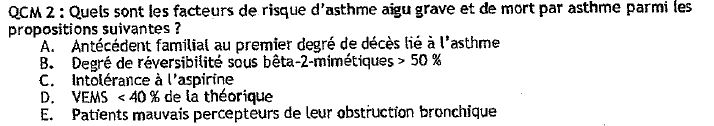 QCM 2 : Quels sont les facteurs de risque d'asthme aigu grave et de mort par asthme parmi les
propositions suivantes ?
A. Antécédent familial au premier degré de décès lié à l'asthme
B. Degré de réversibilité sous bêta-2-mimétiques > 50 %
C. Intolérance à l'aspirine
D. VEMS < 40 % de la théorique
E. Patients mauvais percepteurs de leur obstruction bronchique